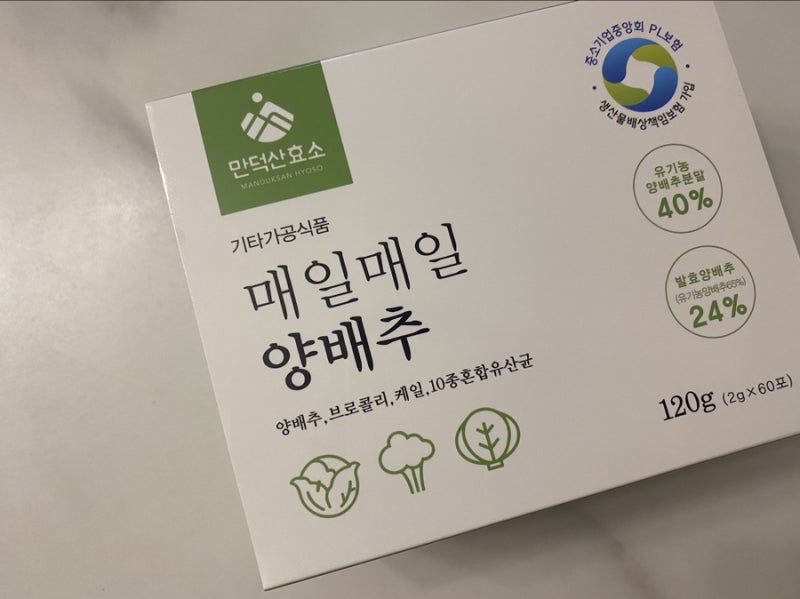 만덕산효소
MANDUKSAN HYOSO
중소기업중앙회 PL보험
생산물배상책임보험 가입
유기농
양배추분말
40%
발효양배추
(유기농양배추65%)
24%
기타가공식품
매일매일
양배추
양배추,브로콜리,케일,10종혼합유산균
120g (2g×60포)